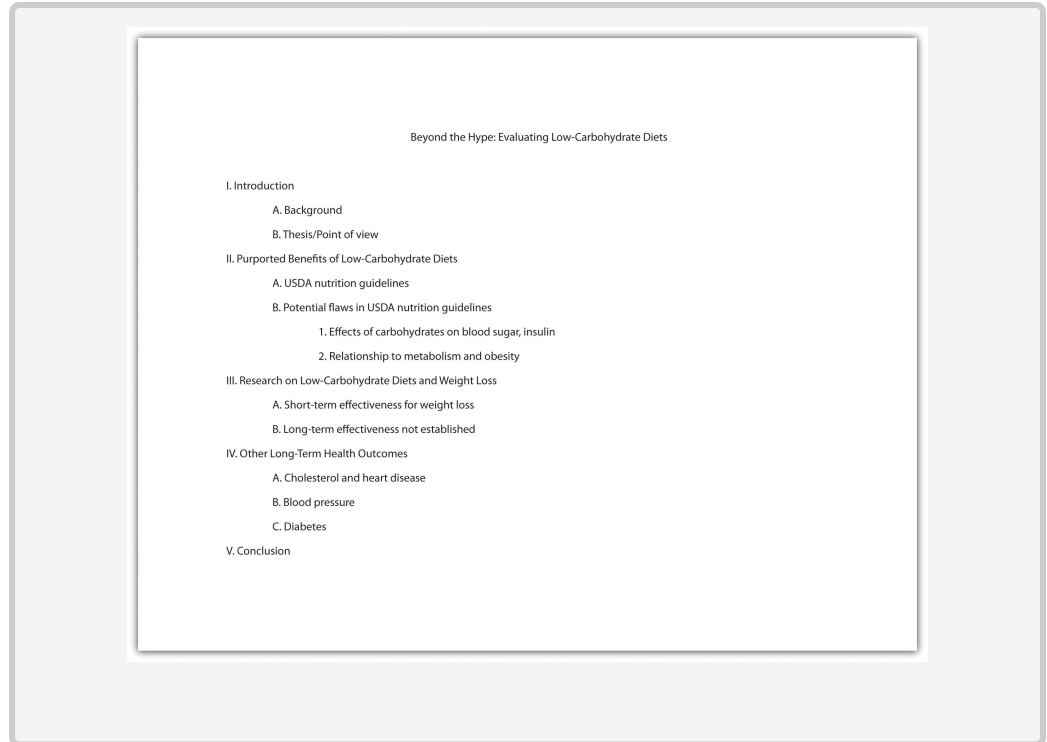 Beyond the Hype: Evaluating Low-Carbohydrate Diets
I. Introduction
A. Background
B. Thesis/Point of view
II. Purported Benefits of Low-Carbohydrate Diets
A. USDA nutrition guidelines
B. Potential flaws in USDA nutrition guidelines
1. Effects of carbohydrates on blood sugar, insulin
2. Relationship to metabolism and obesity
III. Research on Low-Carbohydrate Diets and Weight Loss
A. Short-term effectiveness for weight loss
B. Long-term effectiveness not established
IV. Other Long-Term Health Outcomes
A. Cholesterol and heart disease
B. Blood pressure
C. Diabetes
V. Conclusion